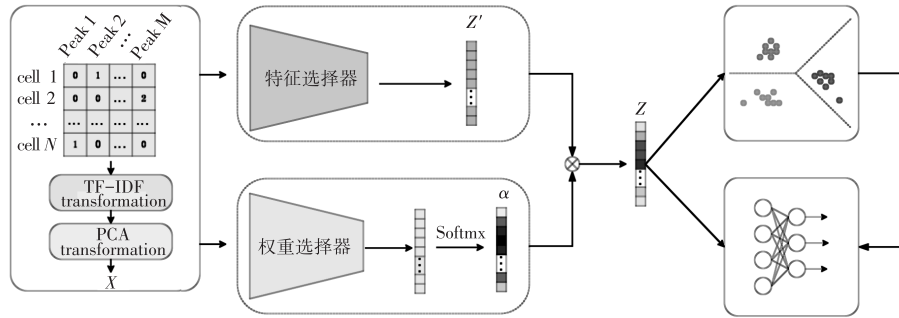 Peak 1 Peak 2 ... Peak M
cell 1 0 1 ... 0
cell 2 0 0 ... 2
... ... ... ... ...
cell N 1 0 ... 0
TF-IDF
transformation
PCA
transformation
X
特征选择器
Z'
权重选择器
Softmx
α
Z